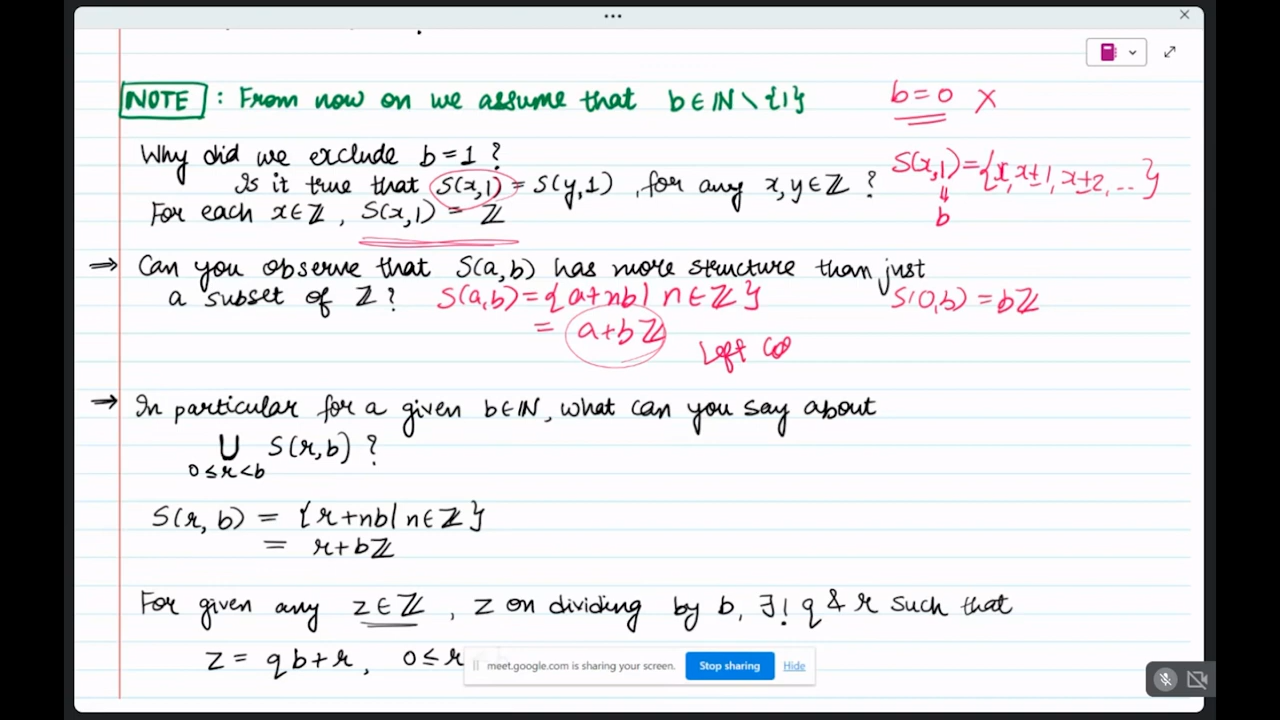 NOTE : From now on we assume that b∈ℕ∖{1}
b=0 ✗
Why did we exclude b=1 ?
Is it true that S(x,1) = S(y,1) , for any x,y∈ℤ ?
S(x,1)={x, x±1, x±2, ...}
b
For each x∈ℤ, S(x,1) = ℤ
⇒ Can you observe that S(a,b) has more structure than just
a subset of ℤ ? S(a,b)={a+nb| n∈ℤ}
S(0,b)=bℤ
= a+bℤ
Left
⇒ In particular for a given b∈ℕ, what can you say about
∪ S(r,b) ?
0≤r<b
S(r,b) = {r+nb| n∈ℤ}
= r+bℤ
For given any z∈ℤ , z on dividing by b, ∃! q & r such that
z = qb+r, 0≤r
meet.google.com is sharing your screen. Stop sharing Hide